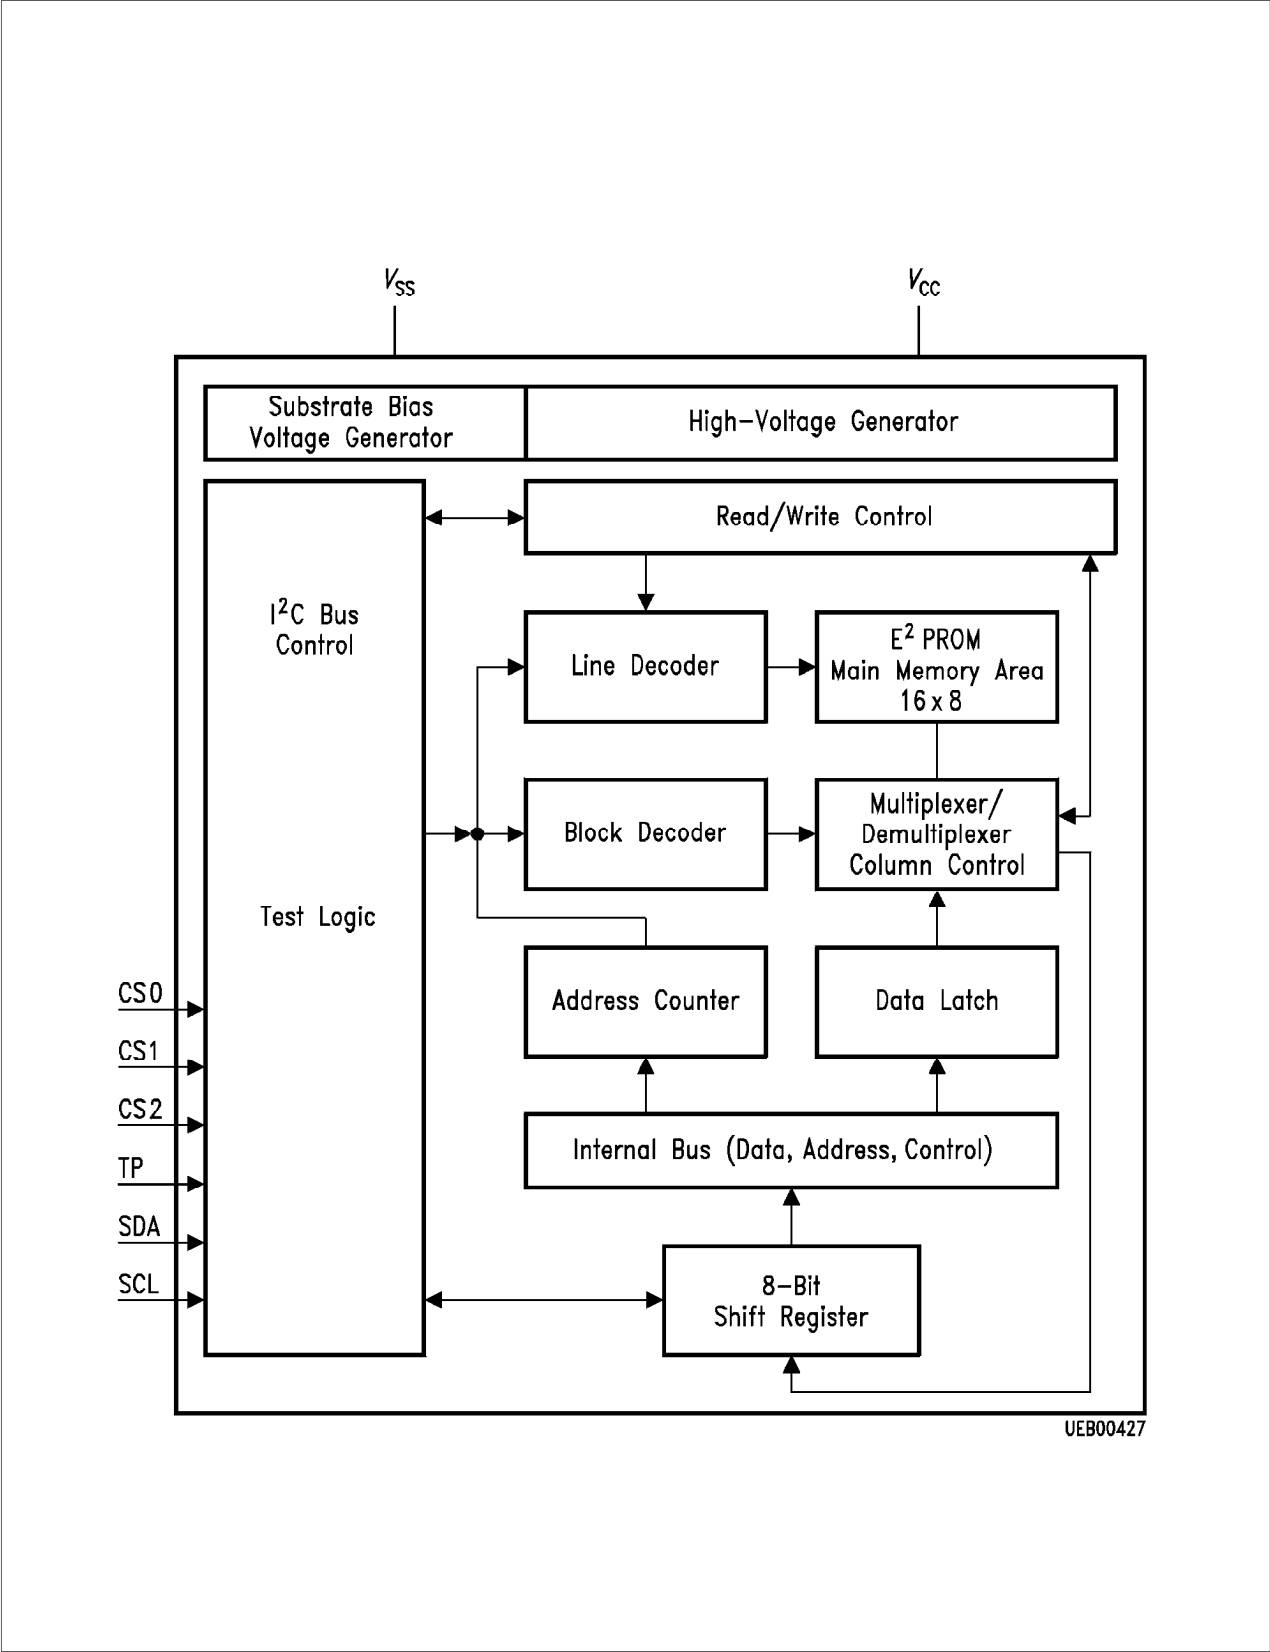 VSS
VCC
Substrate Bias
Voltage Generator
High-Voltage Generator
Read/Write Control
I²C Bus
Control
Line Decoder
E² PROM
Main Memory Area
16 x 8
Block Decoder
Multiplexer/
Demultiplexer
Column Control
Test Logic
Address Counter
Data Latch
CS0
CS1
CS2
TP
SDA
SCL
Internal Bus (Data, Address, Control)
8-Bit
Shift Register
UEB00427